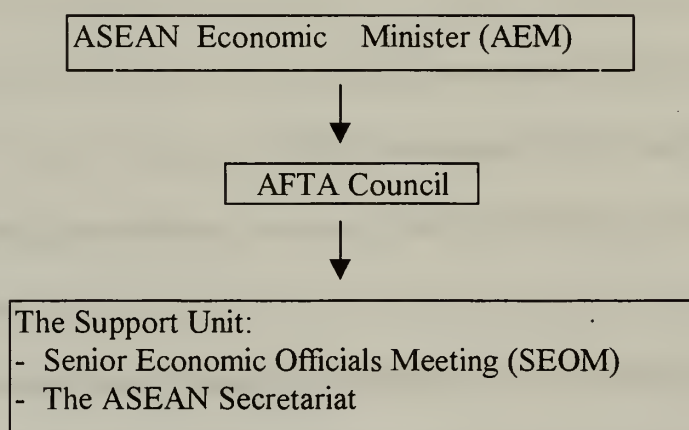 ASEAN Economic Minister (AEM)
AFTA Council
The Support Unit:
- Senior Economic Officials Meeting (SEOM)
- The ASEAN Secretariat